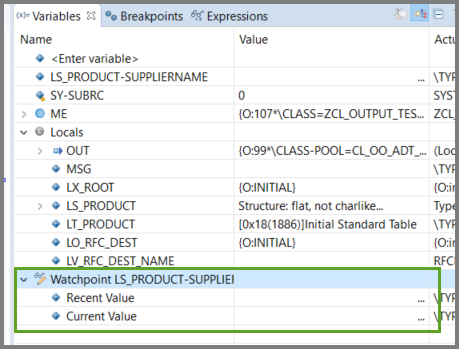 (x)= Variables Breakpoints Expressions
Name Value Actu
<Enter variable>
LS_PRODUCT-SUPPLIERNAME ... \TYP
SY-SUBRC 0 SYST
ME {O:107*\CLASS=ZCL_OUTPUT_TES... ZCL_
Locals
OUT {O:99*\CLASS-POOL=CL_OO_ADT_... (Loc
MSG \TYP
LX_ROOT {O:INITIAL} {O:in
LS_PRODUCT Structure: flat, not charlike... Type
LT_PRODUCT [0x18(1886)]Initial Standard Table \TYP
LO_RFC_DEST {O:INITIAL} {O:in
LV_RFC_DEST_NAME RFC
Watchpoint LS_PRODUCT-SUPPLIE
Recent Value ... \TYP
Current Value ... \TYP